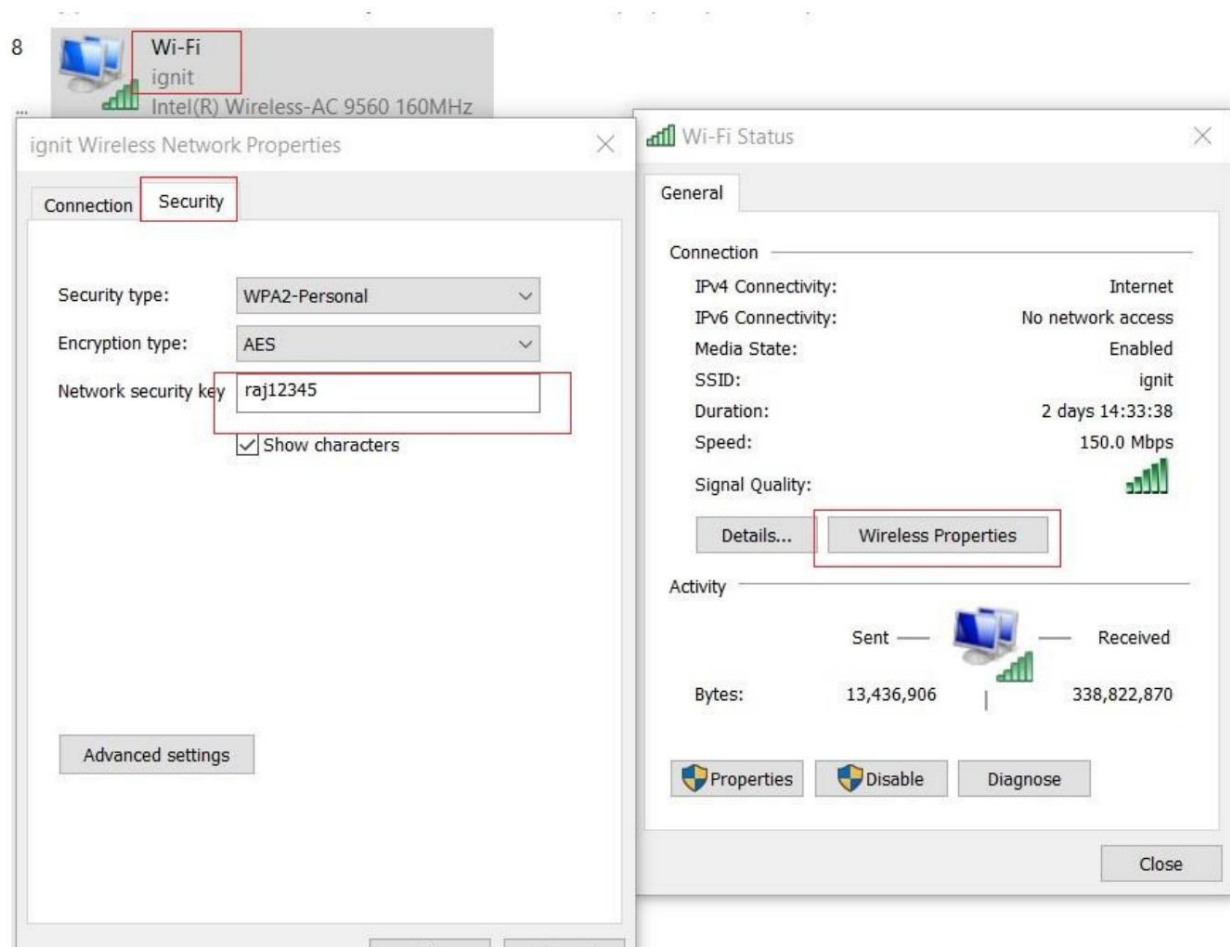 8
Wi-Fi
ignit
Intel(R) Wireless-AC 9560 160MHz
...
ignit Wireless Network Properties
Connection
Security
Security type:
WPA2-Personal
Encryption type:
AES
Network security key
raj12345
Show characters
Advanced settings
Wi-Fi Status
General
Connection
IPv4 Connectivity: Internet
IPv6 Connectivity: No network access
Media State: Enabled
SSID: ignit
Duration: 2 days 14:33:38
Speed: 150.0 Mbps
Signal Quality:
Details...
Wireless Properties
Activity
Sent — — Received
Bytes: 13,436,906 | 338,822,870
Properties
Disable
Diagnose
Close